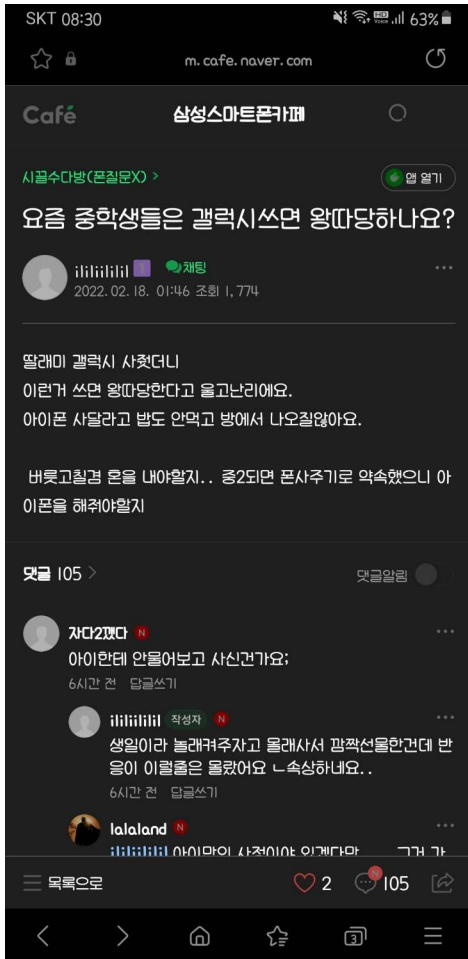 SKT 08:30 63%
m.cafe.naver.com
Café 삼성스마트폰카페
시끌수다방(폰질문X) > 앱 열기
요즘 중학생들은 갤럭시쓰면 왕따당하나요?
ililiililil 1 채팅
2022.02.18. 01:46 조회 1,774
딸래미 갤럭시 사줫더니
이런거 쓰면 왕따당한다고 울고난리에요.
아이폰 사달라고 밥도 안먹고 방에서 나오질않아요.
버릇고칠겸 혼을 내야할지.. 중2되면 폰사주기로 약속했으니 아
이폰을 해줘야할지
댓글 105 > 댓글알림
자다2깻다 N
아이한테 안물어보고 사신건가요;
6시간 전 답글쓰기
ililiililil 작성자 N
생일이라 놀래켜주자고 몰래사서 깜짝선물한건데 반
응이 이럴줄은 몰랐어요 ㄴ속상하네요..
6시간 전 답글쓰기
lalaland N
목록으로 2 N 105
3